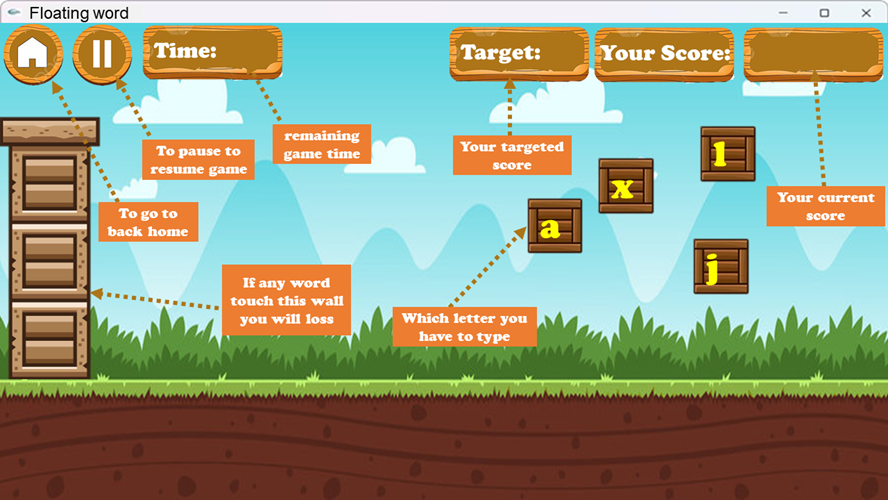 Floating word
Time:
Target:
Your Score:
remaining
game time
To pause to
resume game
Your targeted
score
To go to
back home
Your current
score
l
x
a
j
If any word
touch this wall
you will loss
Which letter you
have to type